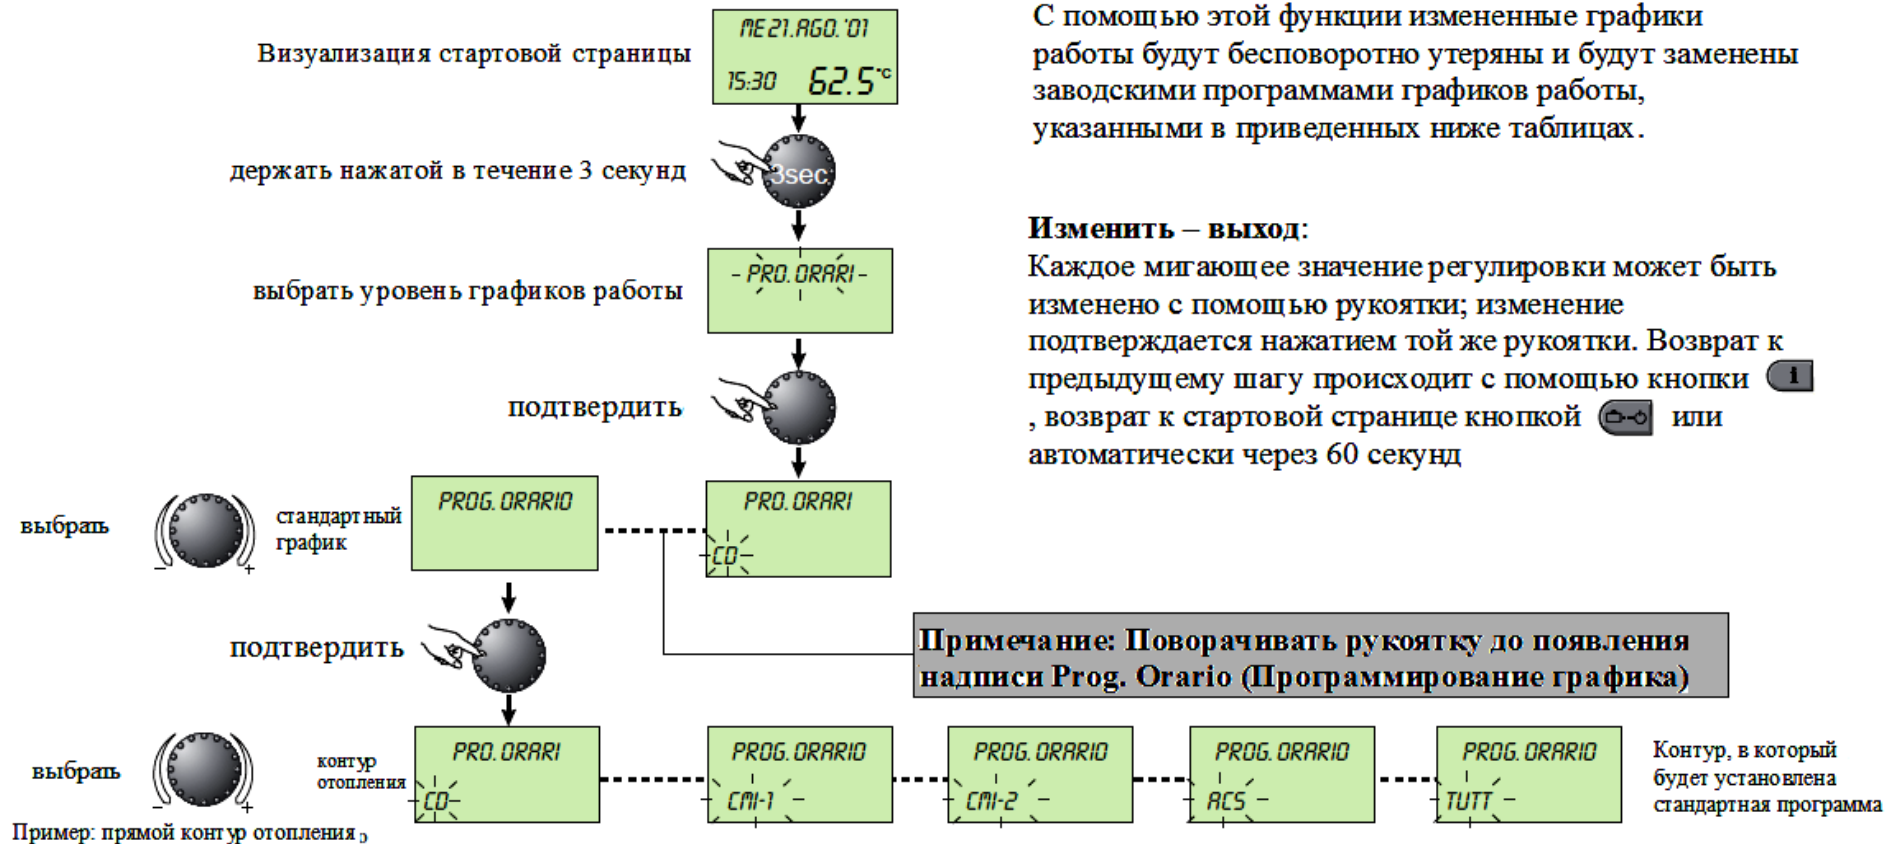 Визуализация стартовой страницы
ME 21.AGO.'01
15:30 62.5°C
держать нажатой в течение 3 секунд
3sec
выбрать уровень графиков работы
- PRO. ORARI -
подтвердить
выбрать
- +
стандартный
график
PROG. ORARIO
PRO. ORARI
CD
подтвердить
С помощью этой функции измененные графики
работы будут бесповоротно утеряны и будут заменены
заводскими программами графиков работы,
указанными в приведенных ниже таблицах.
Изменить – выход:
Каждое мигающее значение регулировки может быть
изменено с помощью рукоятки; изменение
подтверждается нажатием той же рукоятки. Возврат к
предыдущему шагу происходит с помощью кнопки i
, возврат к стартовой странице кнопкой или
автоматически через 60 секунд
Примечание: Поворачивать рукоятку до появления
надписи Prog. Orario (Программирование графика)
выбрать
- +
контур
отопления
PRO. ORARI
CD
PROG. ORARIO
CMI-1
PROG. ORARIO
CMI-2
PROG. ORARIO
ACS
PROG. ORARIO
TUTT
Контур, в который
будет установлена
стандартная программа
Пример: прямой контур отопления D